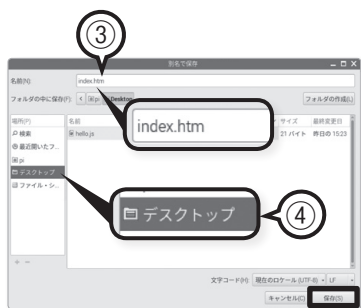 ③
別名で保存
名前(N): index.htm
フォルダの中に保存(F): pi Desktop フォルダの作成(L)
場所(P) 名前 サイズ 最終変更日
検索 hello.js 21 バイト 昨日の 15:23
最近開いたフ...
pi
デスクトップ
ファイル・シ...
index.htm
デスクトップ
④
文字コード(H): 現在のロケール (UTF-8) LF
キャンセル(C) 保存(S)